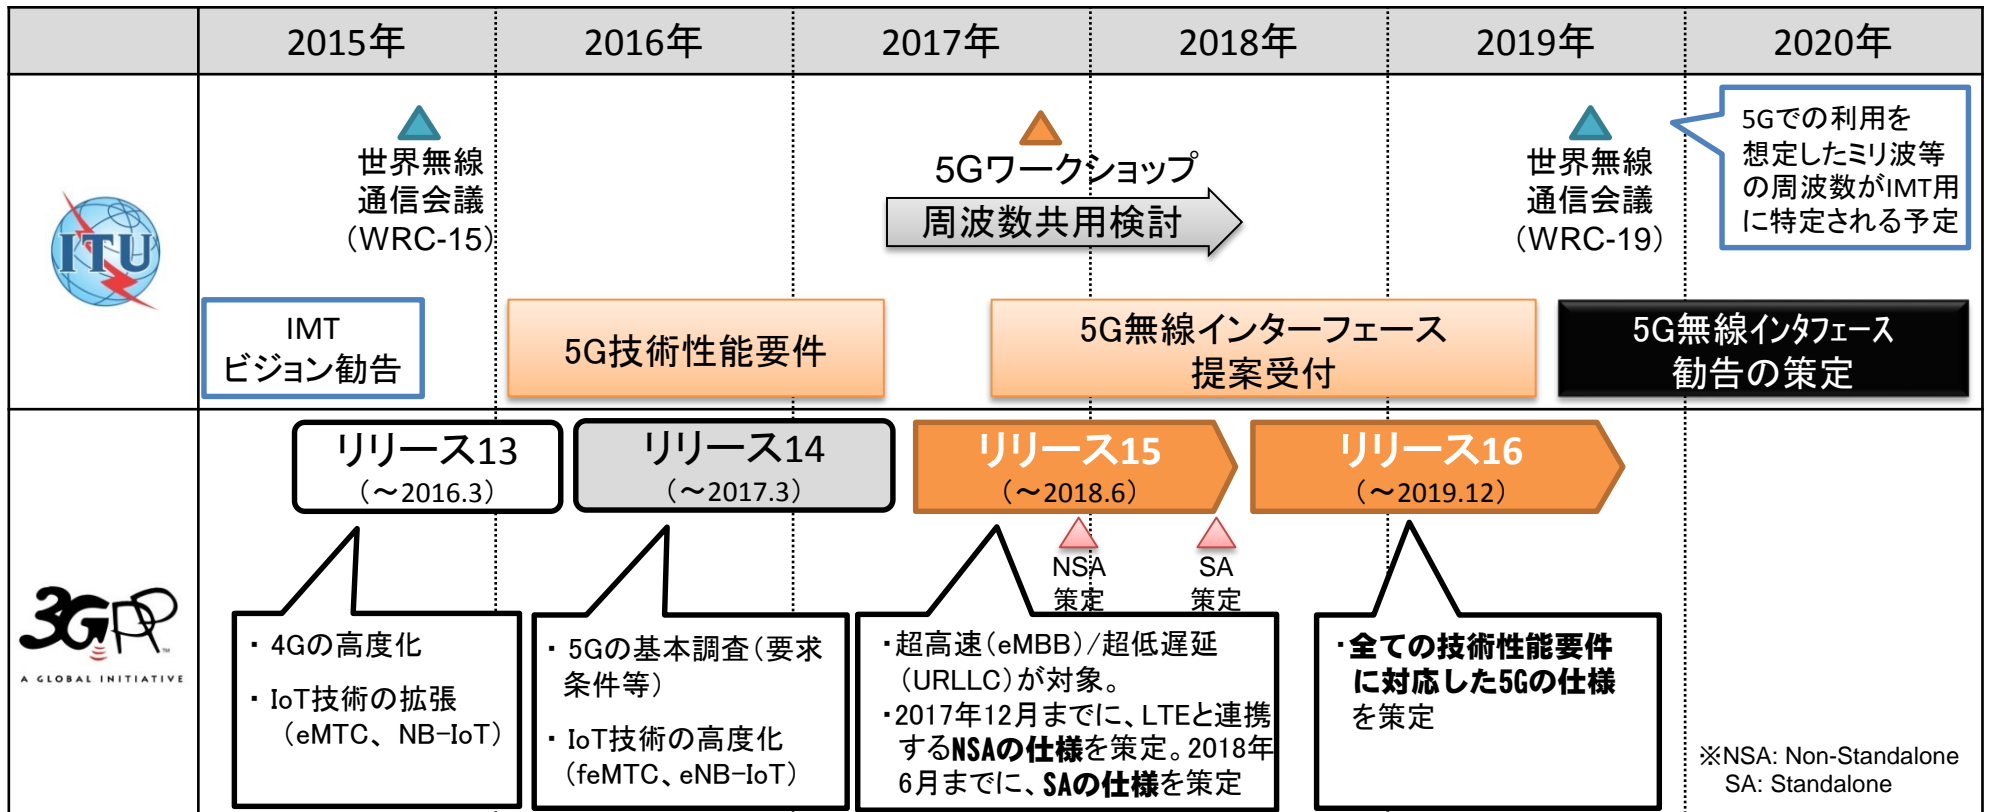 2015年
2016年
2017年
2018年
2019年
2020年
ITU
世界無線
通信会議
(WRC-15)
5Gワークショップ
周波数共用検討
世界無線
通信会議
(WRC-19)
5Gでの利用を
想定したミリ波等
の周波数がIMT用
に特定される予定
IMT
ビジョン勧告
5G技術性能要件
5G無線インターフェース
提案受付
5G無線インタフェース
勧告の策定
3GPP
TM
A GLOBAL INITIATIVE
リリース13
(～2016.3)
リリース14
(～2017.3)
リリース15
(～2018.6)
リリース16
(～2019.12)
NSA
策定
SA
策定
・ 4Gの高度化
・ IoT技術の拡張
(eMTC、NB-IoT)
・ 5Gの基本調査(要求
条件等)
・ IoT技術の高度化
(feMTC、eNB-IoT)
・超高速(eMBB)/超低遅延
(URLLC)が対象。
・2017年12月までに、LTEと連携
するNSAの仕様を策定。2018年
6月までに、SAの仕様を策定
・全ての技術性能要件
に対応した5Gの仕様
を策定
※NSA: Non-Standalone
SA: Standalone